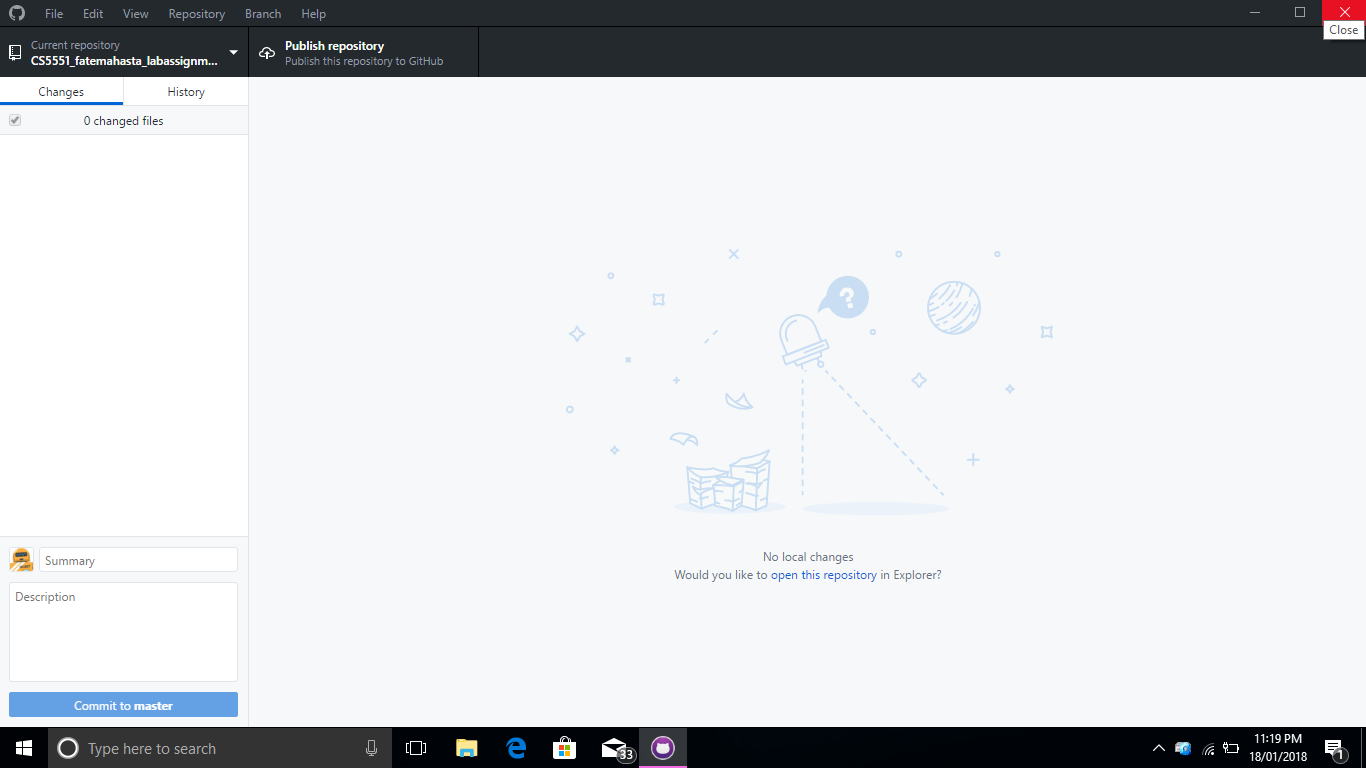 File Edit View Repository Branch Help
Close
Current repository
CS5551_fatemahasta_labassignm...
Publish repository
Publish this repository to GitHub
Changes History
0 changed files
?
No local changes
Would you like to open this repository in Explorer?
Summary
Description
Commit to master
Type here to search
33
11:19 PM
18/01/2018
1